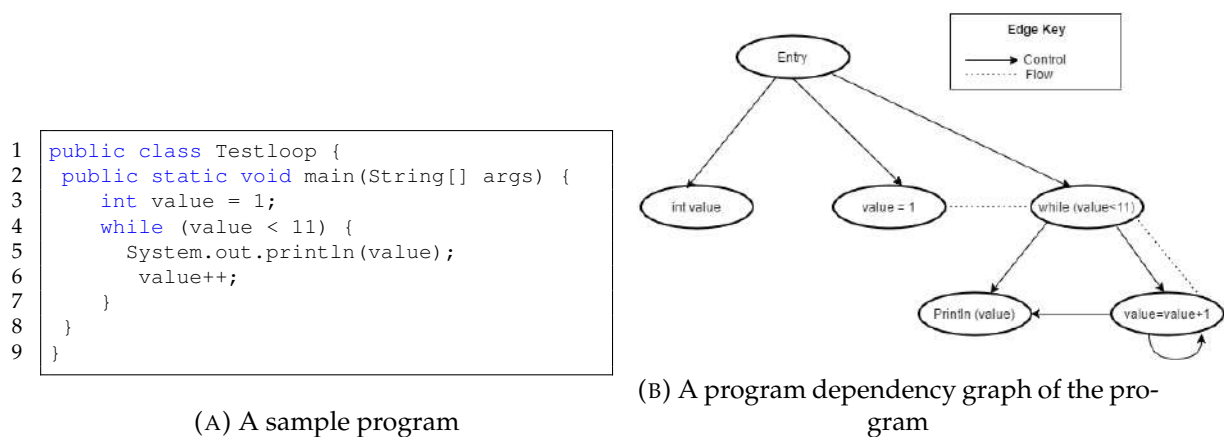 1 public class Testloop {
2 public static void main(String[] args) {
3 int value = 1;
4 while (value < 11) {
5 System.out.println(value);
6 value++;
7 }
8 }
9 }
(A) A sample program
Edge Key
Control
Flow
Entry
int value
value = 1
while (value<11)
Println (value)
value=value+1
(B) A program dependency graph of the pro-
gram